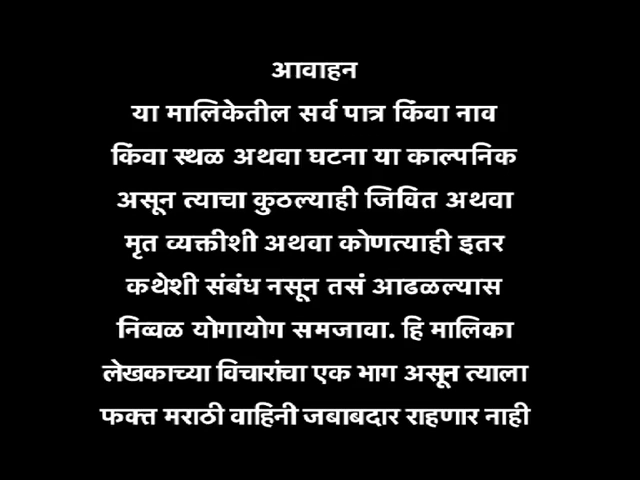 आवाहन
या मालिकेतील सर्व पात्र किंवा नाव
किंवा स्थळ अथवा घटना या काल्पनिक
असून त्याचा कुठल्याही जिवित अथवा
मृत व्यक्तीशी अथवा कोणत्याही इतर
कथेशी संबंध नसून तसं आढळल्यास
निव्वळ योगायोग समजावा. हि मालिका
लेखकाच्या विचारांचा एक भाग असून त्याला
फक्त मराठी वाहिनी जबाबदार राहणार नाही